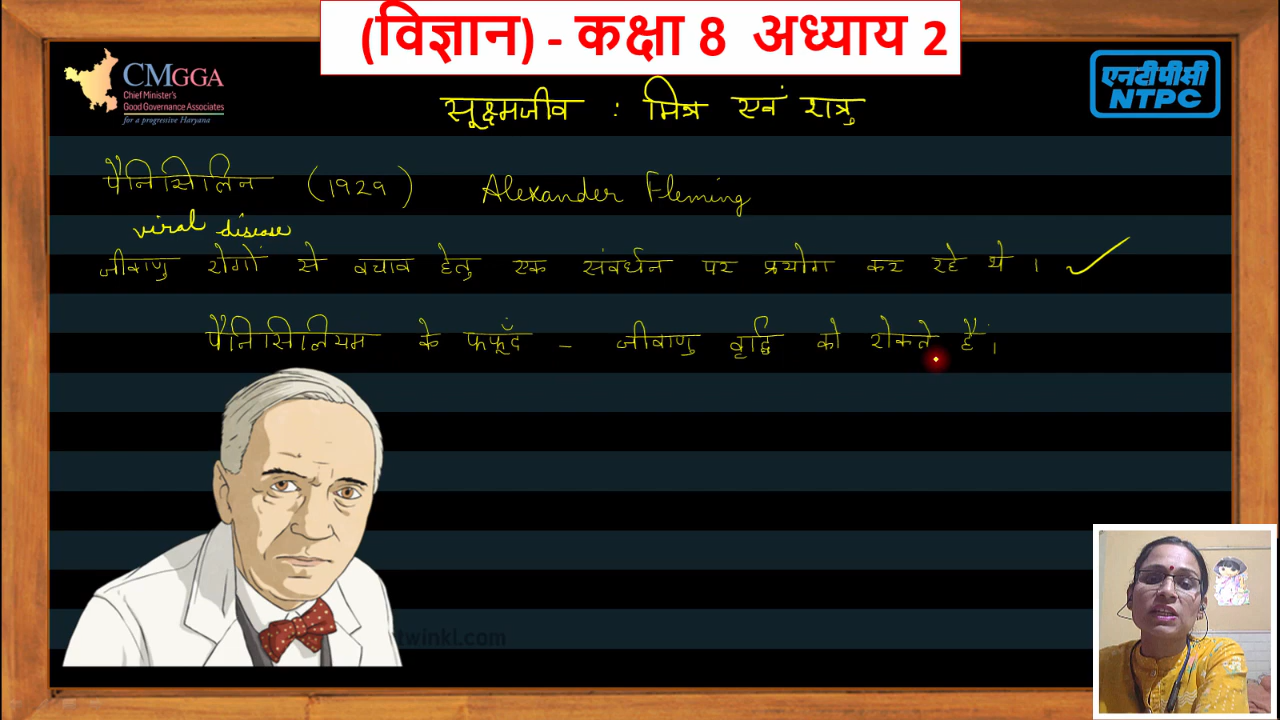 (विज्ञान) - कक्षा 8 अध्याय 2
CMGGA
Chief Minister's
Good Governance Associates
for a progressive Haryana
एनटीपीसी
NTPC
सूक्ष्मजीव : मित्र एवं शत्रु
पैनिसिलिन (1929) Alexander Fleming
viral disease
जीवाणु रोगों से बचाव हेतु एक संवर्धन पर प्रयोग कर रहे थे ।
पैनिसिलियम के फफूँद - जीवाणु वृद्धि को रोकते हैं ।
twinkl.com